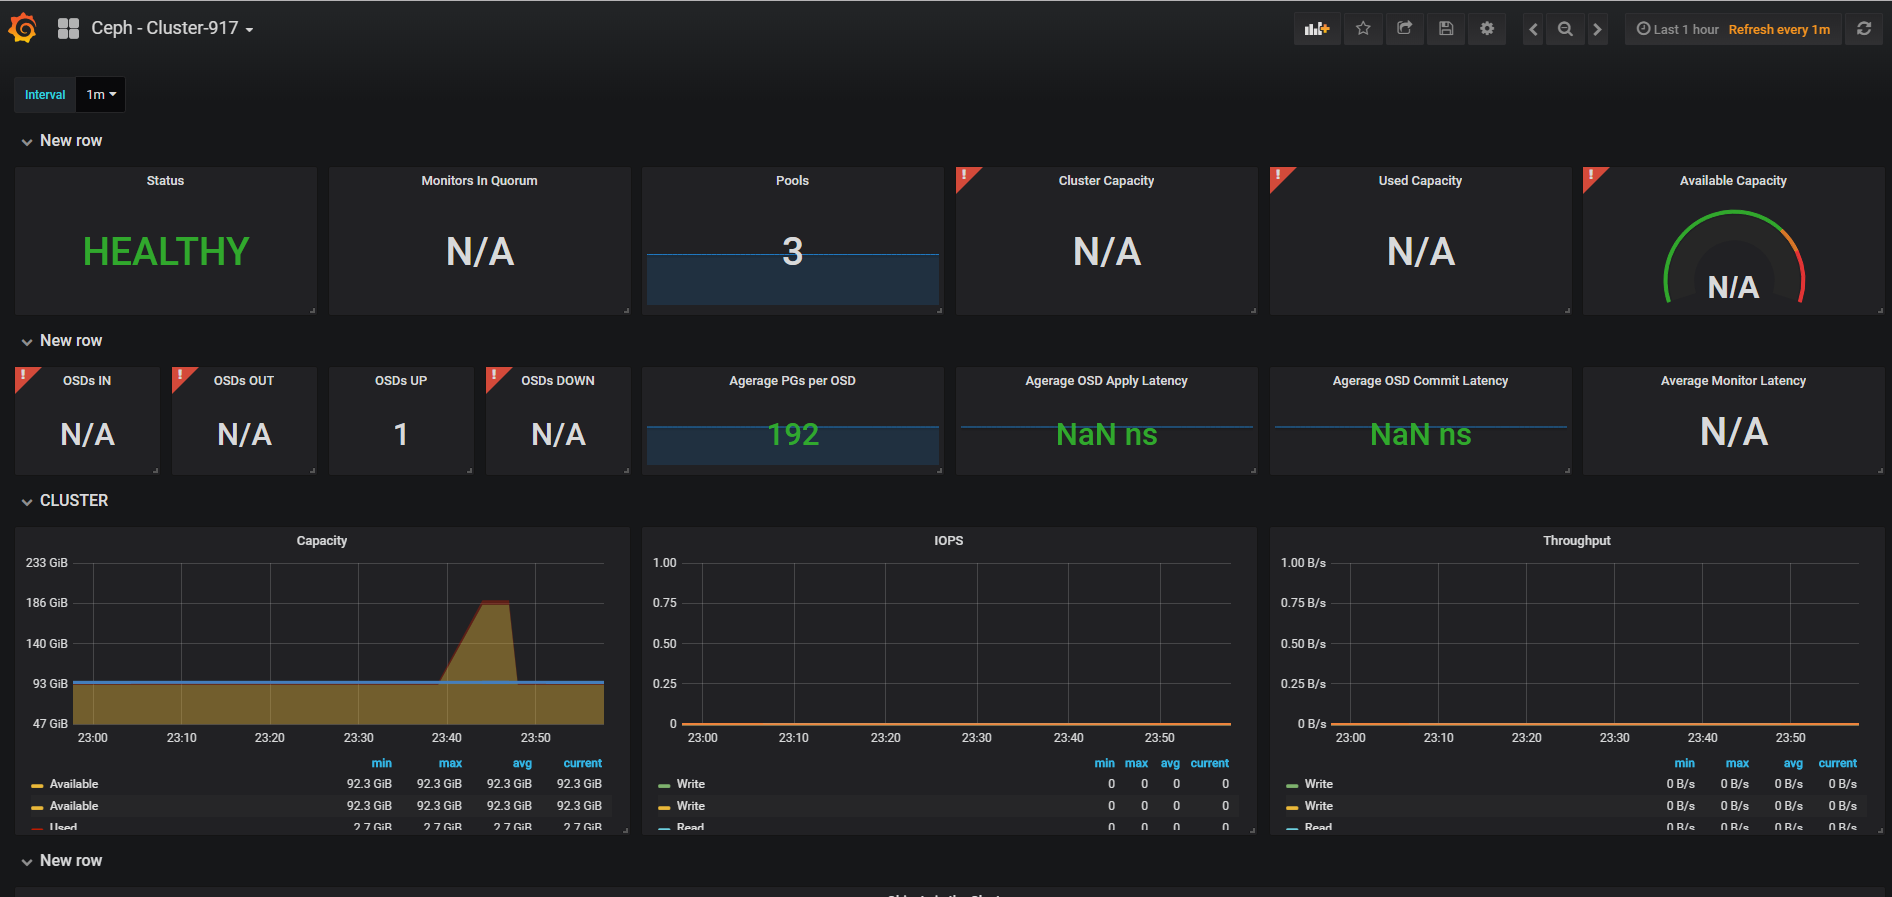 Ceph - Cluster-917
Last 1 hour Refresh every 1m
Interval 1m
New row
Status
HEALTHY
Monitors In Quorum
N/A
Pools
3
!
Cluster Capacity
N/A
!
Used Capacity
N/A
!
Available Capacity
N/A
New row
!
OSDs IN
N/A
!
OSDs OUT
N/A
OSDs UP
1
!
OSDs DOWN
N/A
Agerage PGs per OSD
192
Agerage OSD Apply Latency
NaN ns
Agerage OSD Commit Latency
NaN ns
Average Monitor Latency
N/A
CLUSTER
Capacity
233 GiB
186 GiB
140 GiB
93 GiB
47 GiB
23:00 23:10 23:20 23:30 23:40 23:50
min max avg current
Available 92.3 GiB 92.3 GiB 92.3 GiB 92.3 GiB
Available 92.3 GiB 92.3 GiB 92.3 GiB 92.3 GiB
Used 2.7 GiB 2.7 GiB 2.7 GiB 2.7 GiB
IOPS
1.00
0.75
0.50
0.25
0
23:00 23:10 23:20 23:30 23:40 23:50
min max avg current
Write 0 0 0 0
Write 0 0 0 0
Read 0 0 0 0
Throughput
1.00 B/s
0.75 B/s
0.50 B/s
0.25 B/s
0 B/s
23:00 23:10 23:20 23:30 23:40 23:50
min max avg current
Write 0 B/s 0 B/s 0 B/s 0 B/s
Write 0 B/s 0 B/s 0 B/s 0 B/s
Read 0 B/s 0 B/s 0 B/s 0 B/s
New row